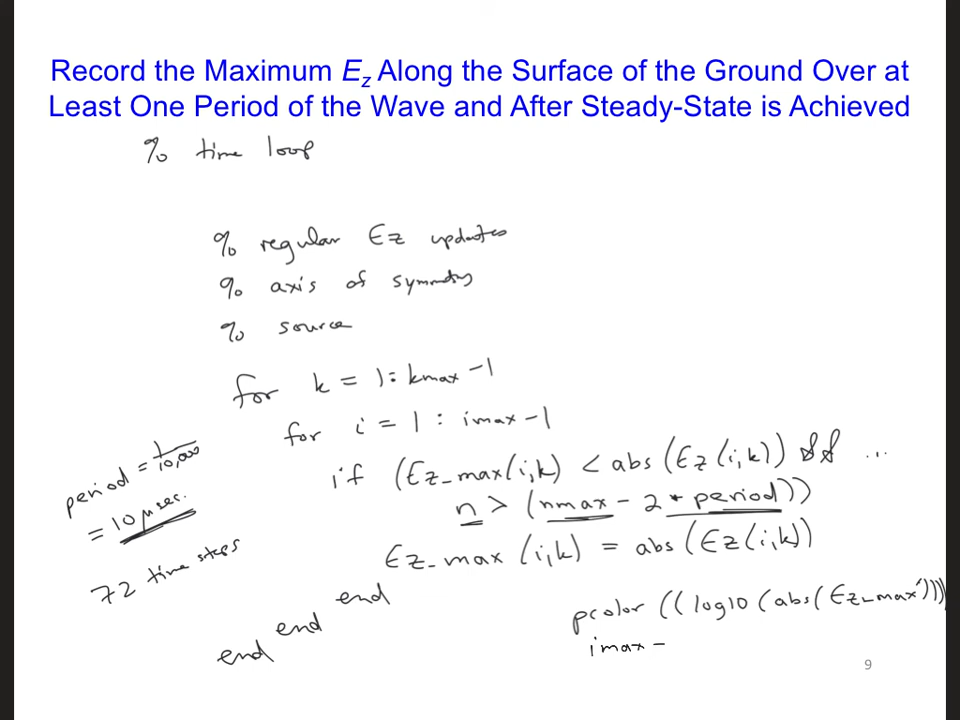 Record the Maximum Ez Along the Surface of the Ground Over at
Least One Period of the Wave and After Steady-State is Achieved
% time loop
% regular Ez updates
% axis of symmetry
% source
for k = 1:kmax-1
for i = 1:imax-1
if (Ez_max(i,k) < abs(Ez(i,k)) && ...
n > (nmax - 2 * period))
Ez_max(i,k) = abs(Ez(i,k))
end
end
end
period = 1/10,000
= 10 μsec.
72 time steps
pcolor((log10(abs(Ez_max')))
imax -
9